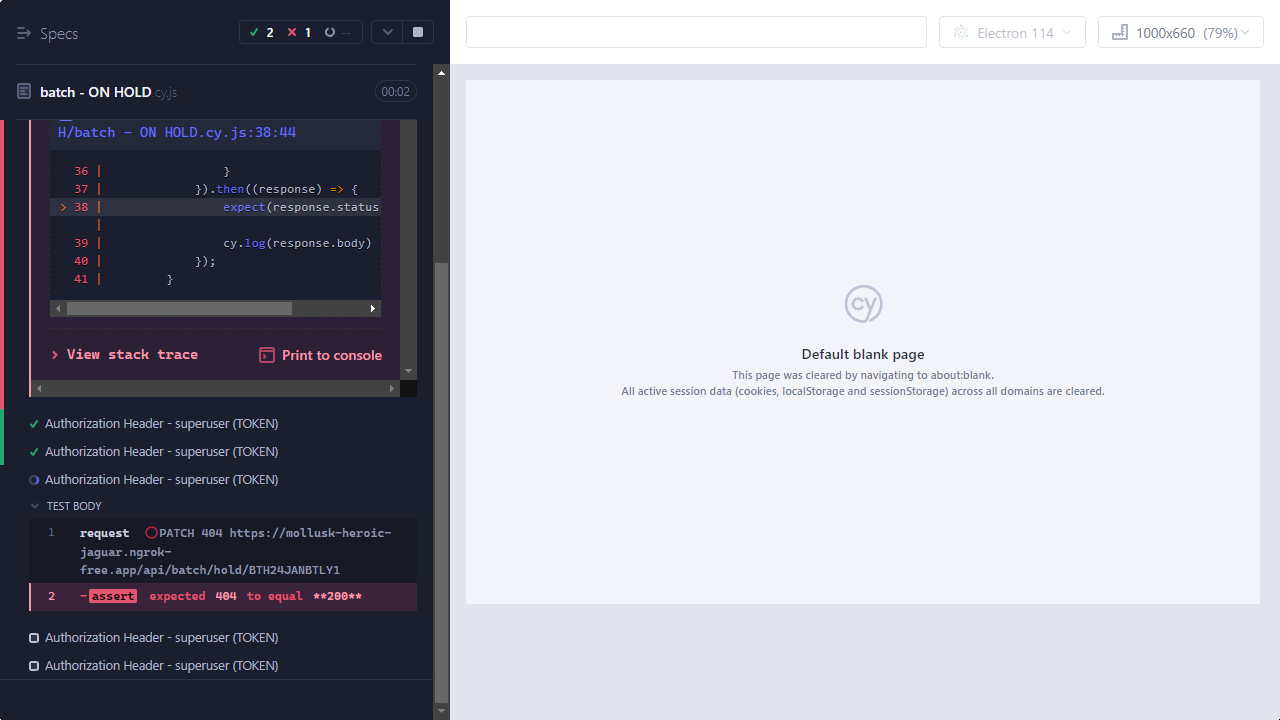 Specs
2
1
--
Electron 114
1000x660 (79%)
batch - ON HOLD.cy.js
00:02
H/batch - ON HOLD.cy.js:38:44
36 | }
37 | }).then((response) => {
> 38 | expect(response.status
|
39 | cy.log(response.body)
40 | });
41 | }
View stack trace
Print to console
Authorization Header - superuser (TOKEN)
Authorization Header - superuser (TOKEN)
Authorization Header - superuser (TOKEN)
TEST BODY
1 request PATCH 404 https://mollusk-heroic-
jaguar.ngrok-
free.app/api/batch/hold/BTH24JANBTLY1
2 -assert expected 404 to equal **200**
Authorization Header - superuser (TOKEN)
Authorization Header - superuser (TOKEN)
cy
Default blank page
This page was cleared by navigating to about:blank.
All active session data (cookies, localStorage and sessionStorage) across all domains are cleared.